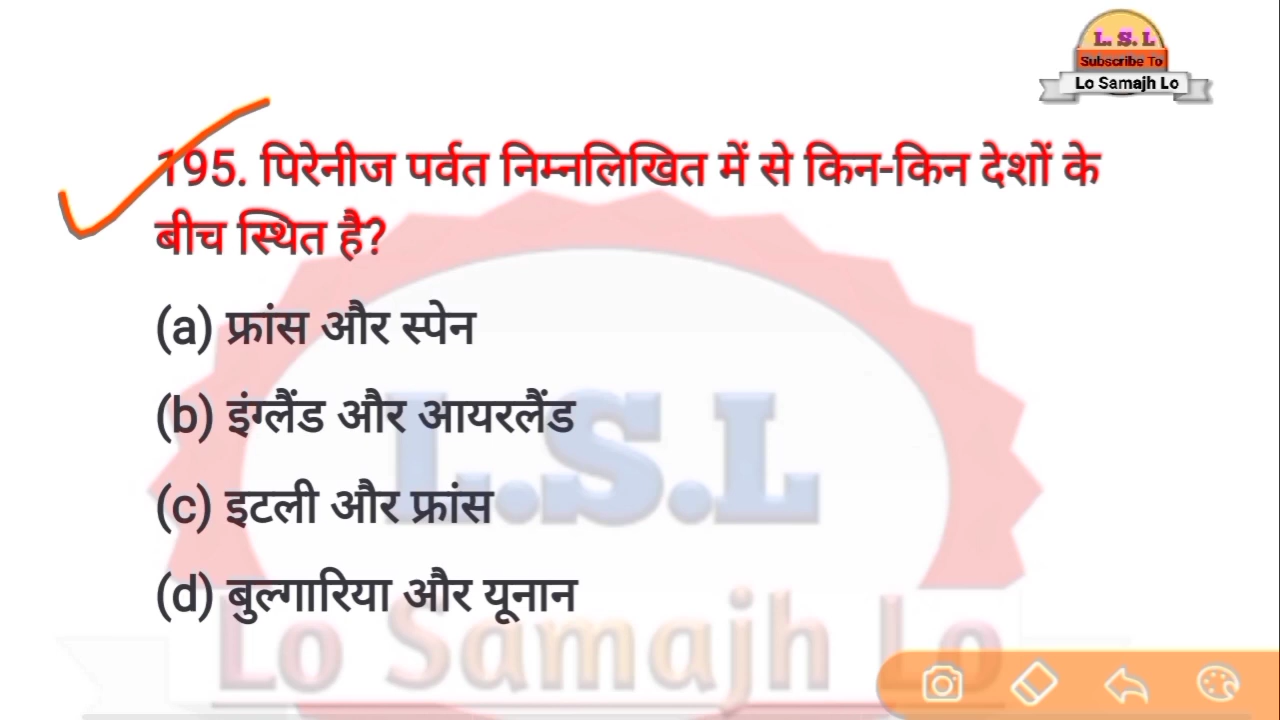 L. S. L
Subscribe To
Lo Samajh Lo
195. पिरेनीज पर्वत निम्नलिखित में से किन-किन देशों के
बीच स्थित है?
(a) फ्रांस और स्पेन
(b) इंग्लैंड और आयरलैंड
(c) इटली और फ्रांस
(d) बुल्गारिया और यूनान
L.S.L
Lo Samajh Lo